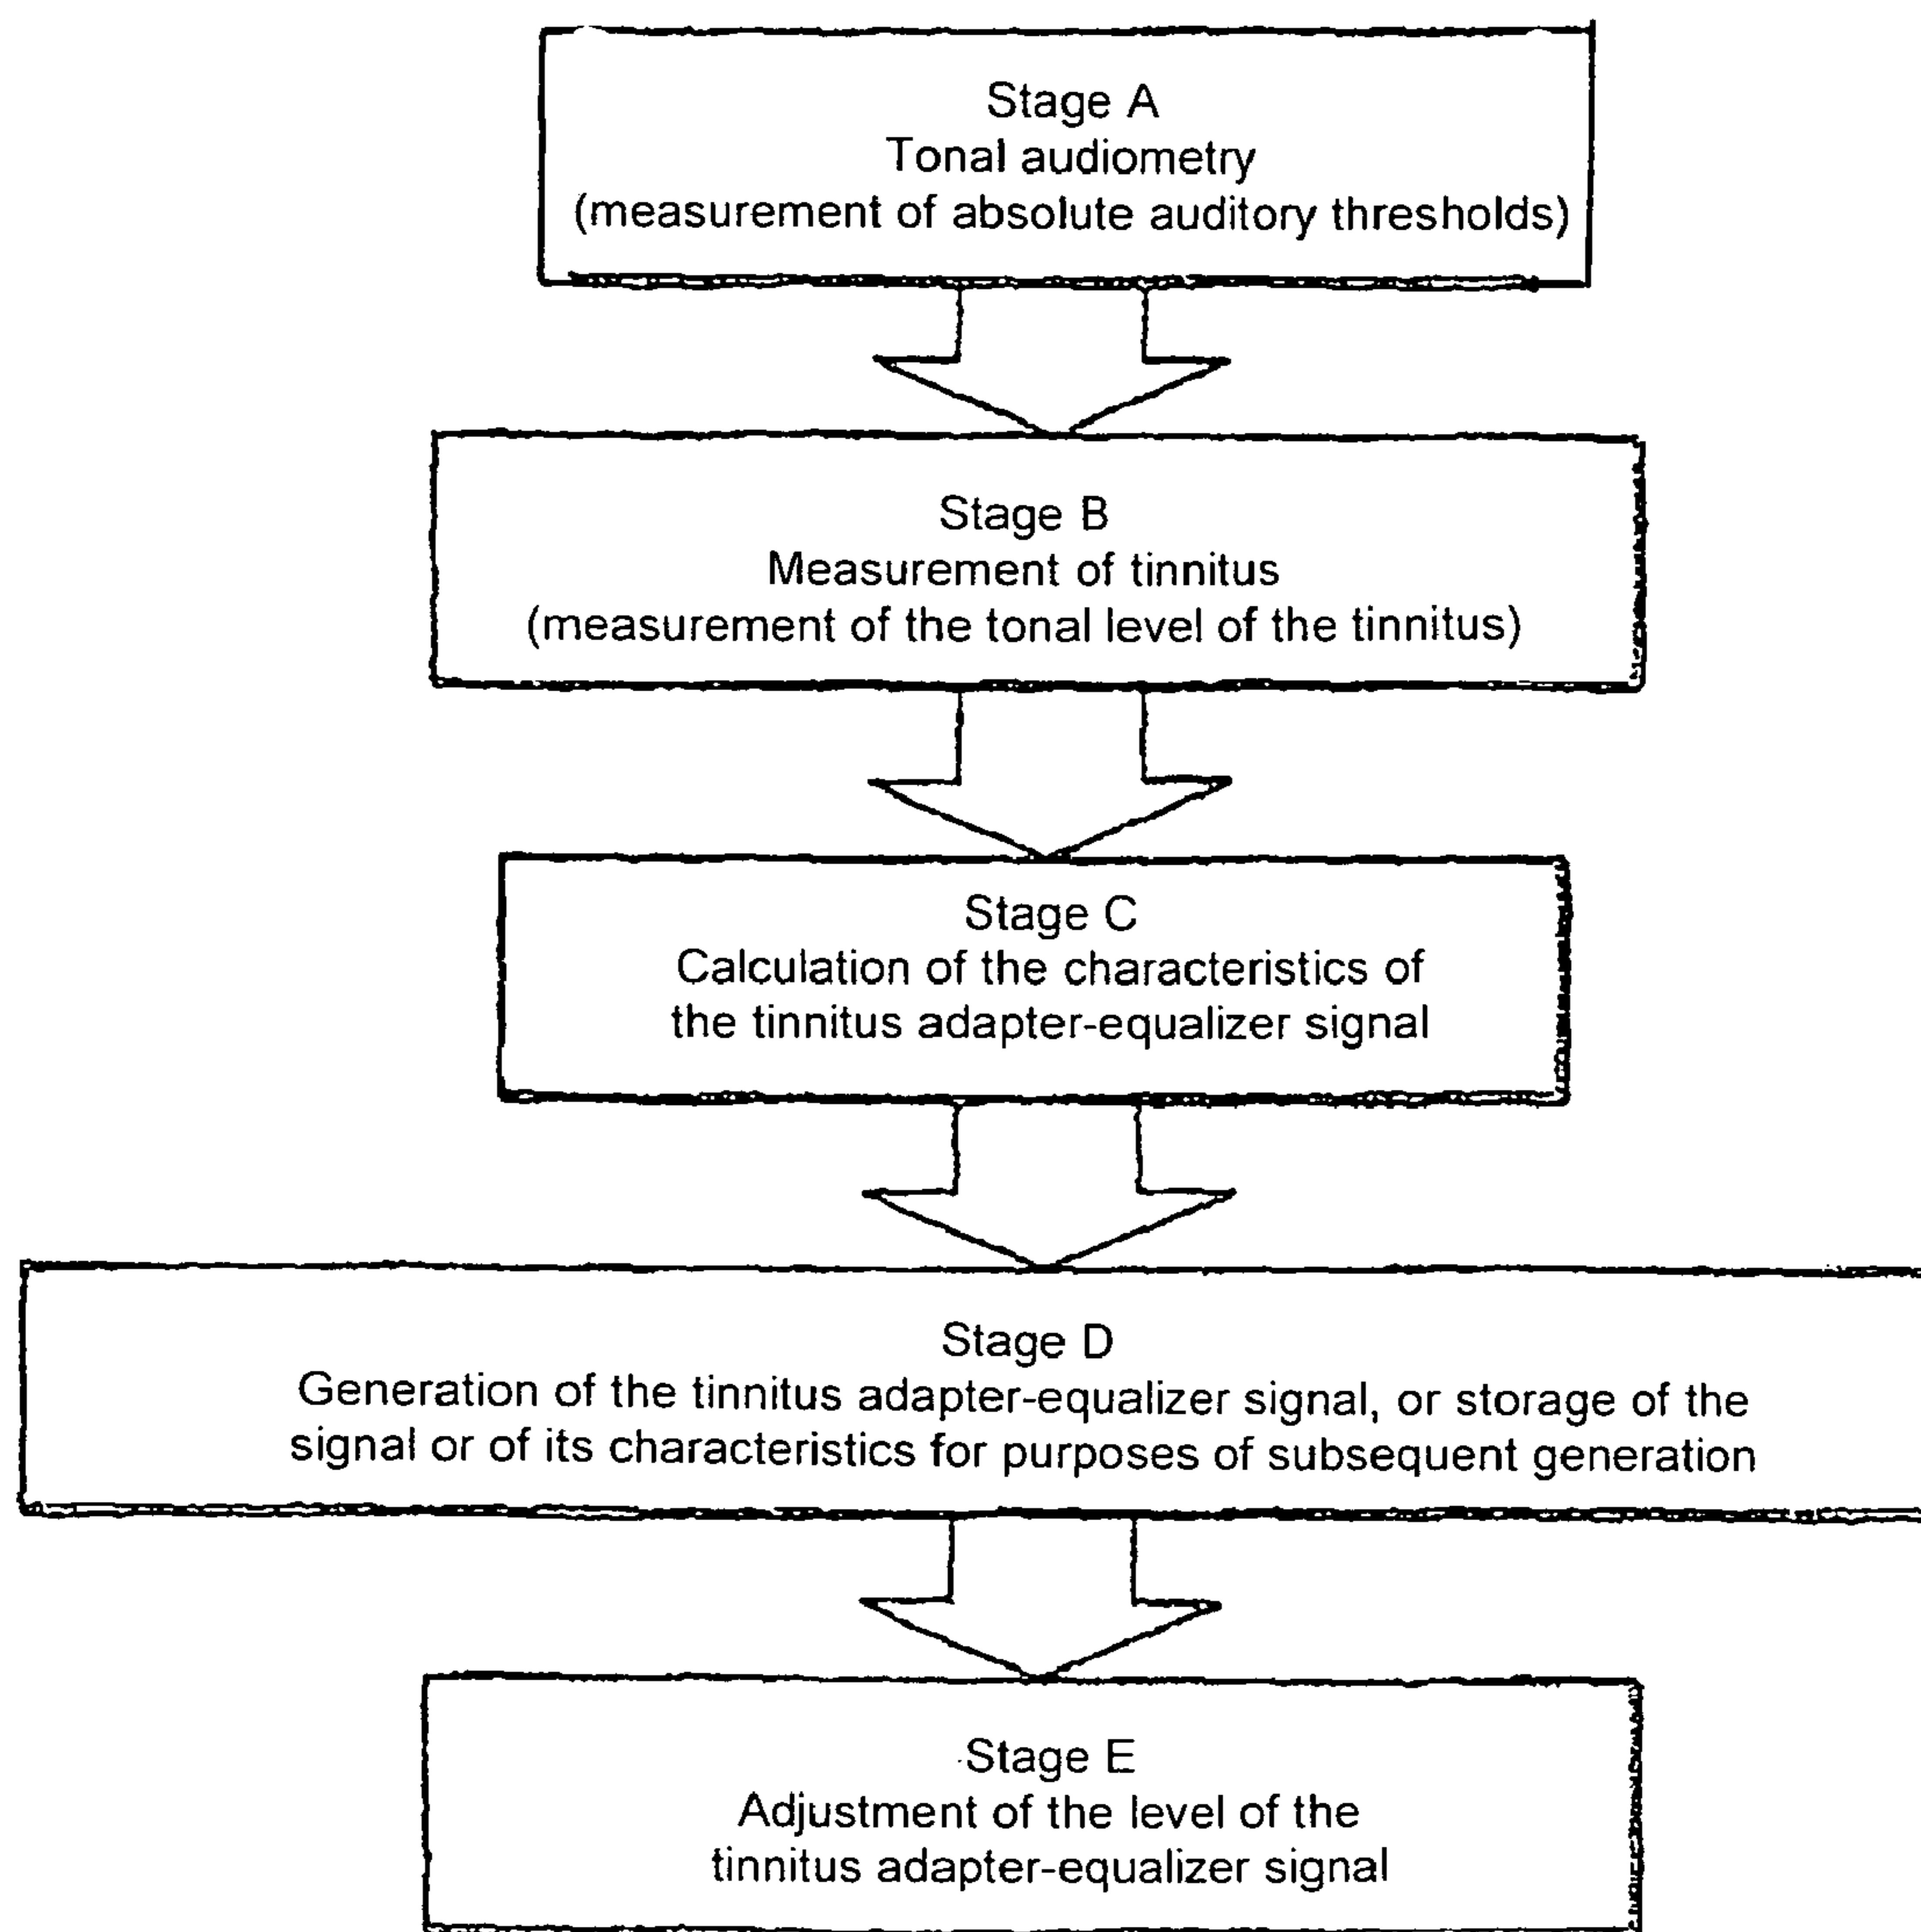 Stage A
Tonal audiometry
(measurement of absolute auditory thresholds)
Stage B
Measurement of tinnitus
(measurement of the tonal level of the tinnitus)
Stage C
Calculation of the characteristics of
the tinnitus adapter-equalizer signal
Stage D
Generation of the tinnitus adapter-equalizer signal, or storage of the
signal or of its characteristics for purposes of subsequent generation
Stage E
Adjustment of the level of the
tinnitus adapter-equalizer signal